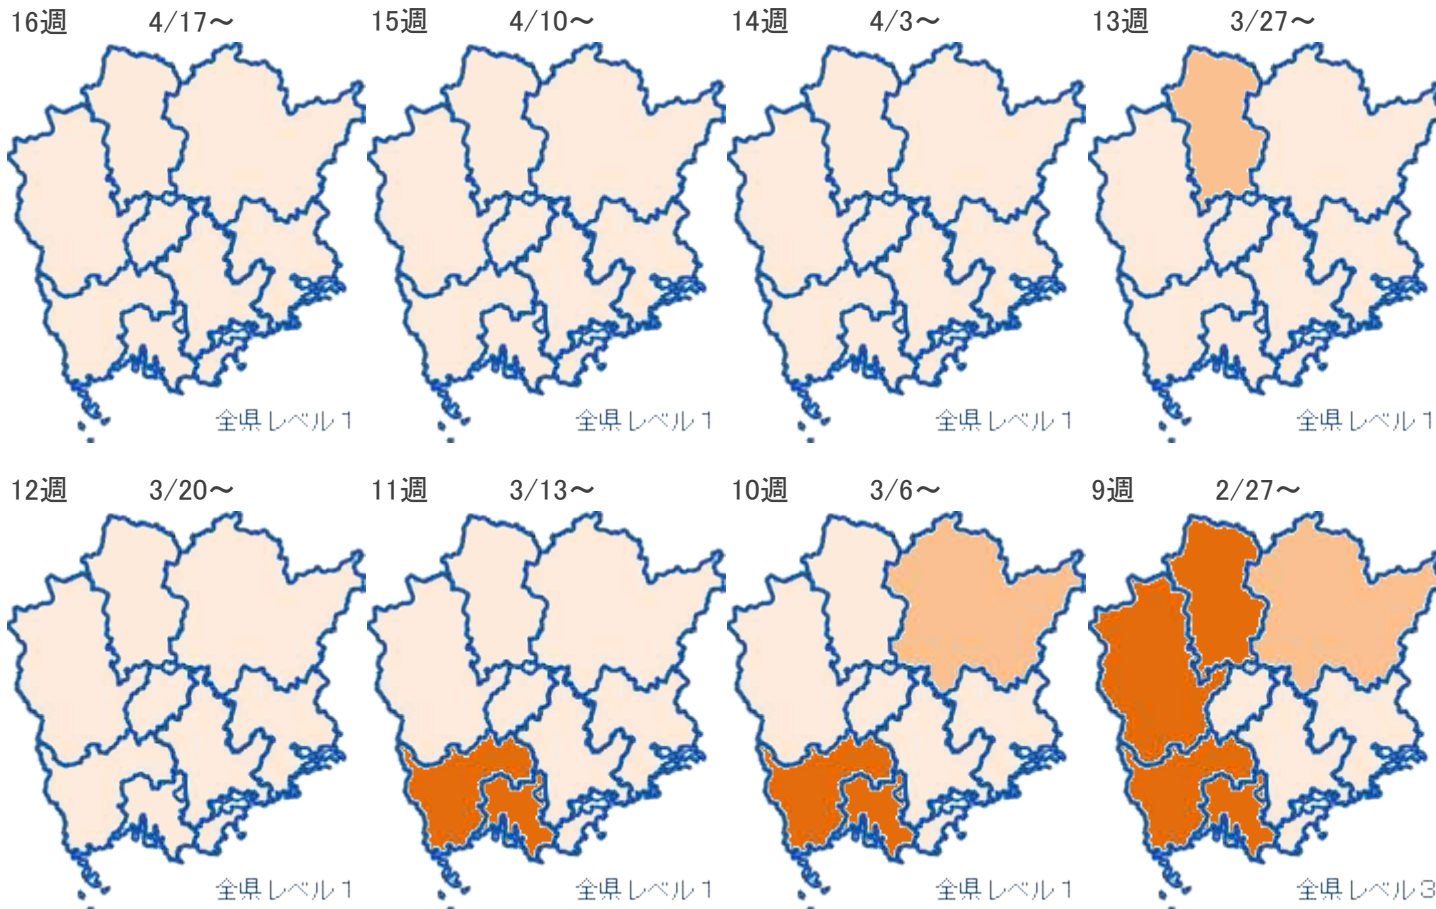 16週 4/17～
15週 4/10～
14週 4/3～
13週 3/27～
全県レベル1
全県レベル1
全県レベル1
全県レベル1
12週 3/20～
11週 3/13～
10週 3/6～
9週 2/27～
全県レベル1
全県レベル1
全県レベル1
全県レベル3